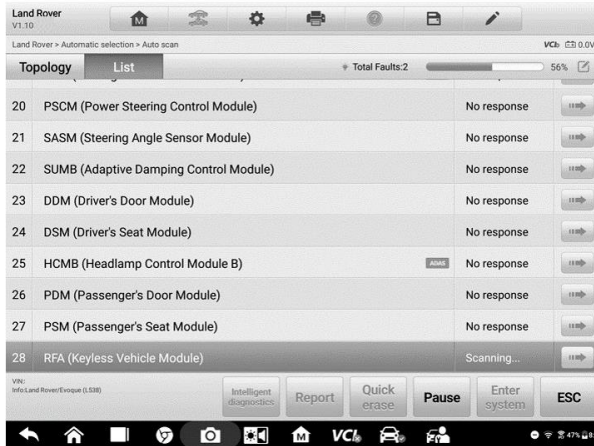 Land Rover
V1.10
Land Rover > Automatic selection > Auto scan
VCI 0.0V
Topology List Total Faults:2 56%
20 PSCM (Power Steering Control Module) No response
21 SASM (Steering Angle Sensor Module) No response
22 SUMB (Adaptive Damping Control Module) No response
23 DDM (Driver's Door Module) No response
24 DSM (Driver's Seat Module) No response
25 HCMB (Headlamp Control Module B) ADAS No response
26 PDM (Passenger's Door Module) No response
27 PSM (Passenger's Seat Module) No response
28 RFA (Keyless Vehicle Module) Scanning...
VIN:
Info:Land Rover/Evoque (L538)
Intelligent diagnostics Report Quick erase Pause Enter system ESC
M VCI 47%